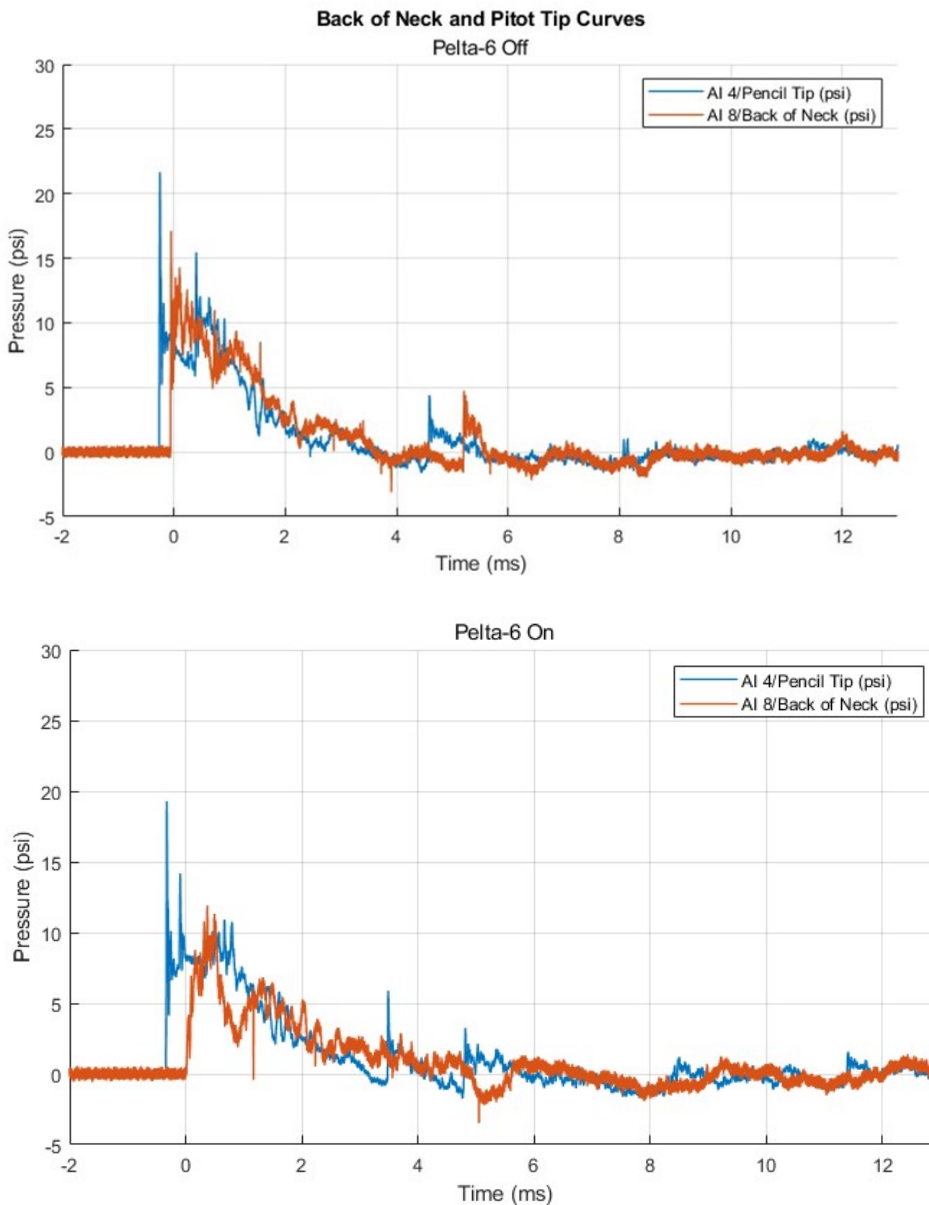 Back of Neck and Pitot Tip Curves
Pelta-6 Off
30
25
20
15
10
5
0
-5
Pressure (psi)
AI 4/Pencil Tip (psi)
AI 8/Back of Neck (psi)
-2 0 2 4 6 8 10 12
Time (ms)
Pelta-6 On
30
25
20
15
10
5
0
-5
Pressure (psi)
AI 4/Pencil Tip (psi)
AI 8/Back of Neck (psi)
-2 0 2 4 6 8 10 12
Time (ms)